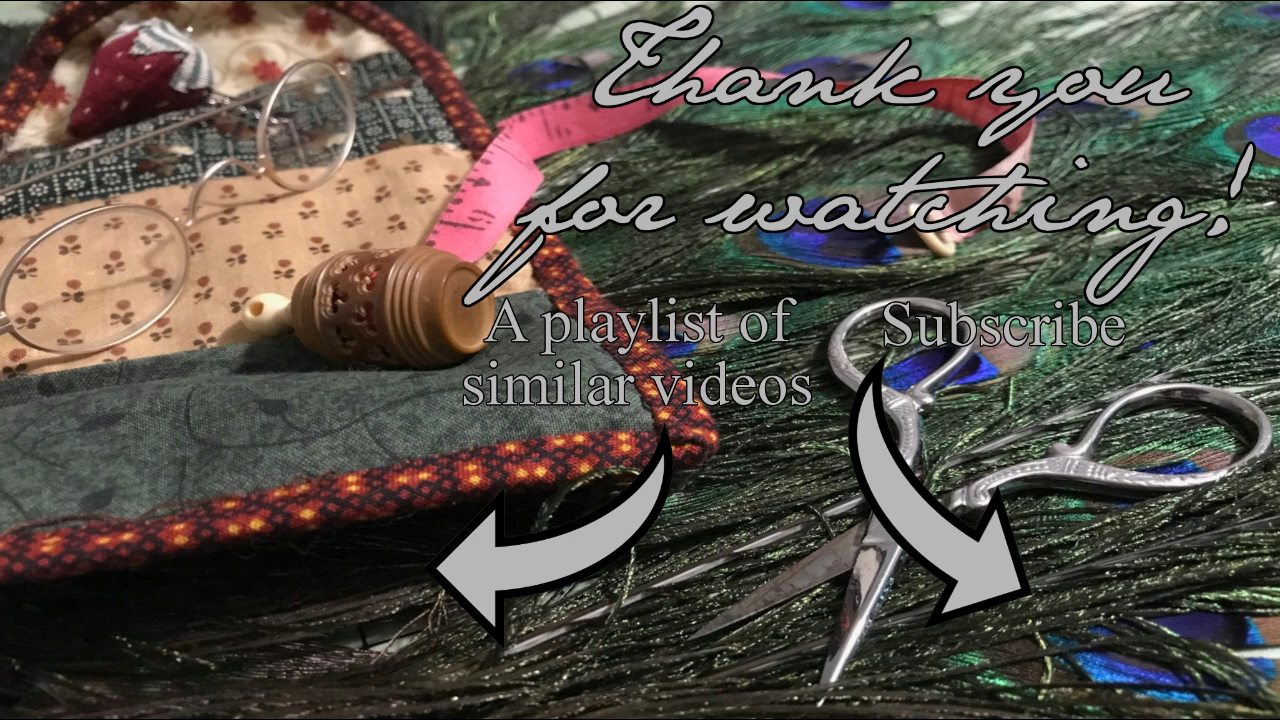 Thank you
for watching!
A playlist of
similar videos
Subscribe